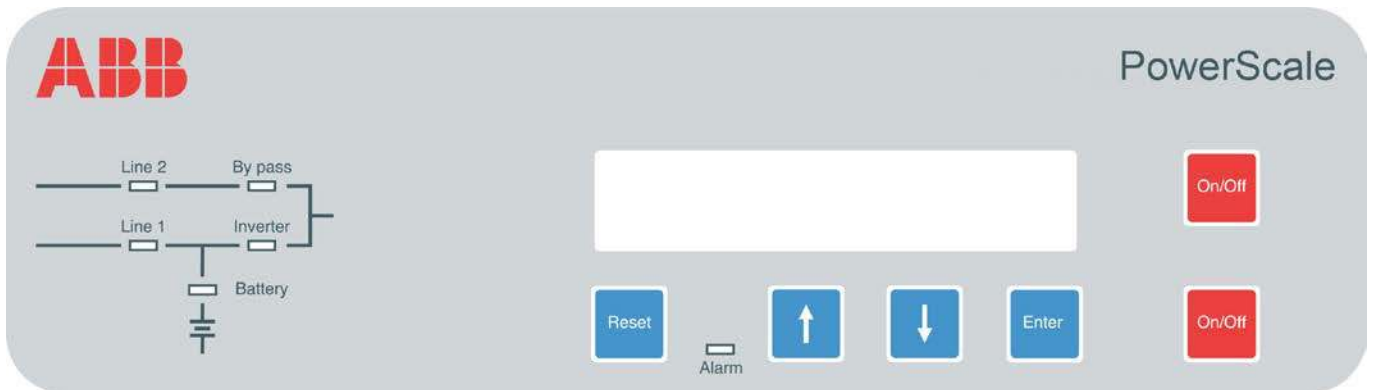 ABB
PowerScale
Line 2 By pass
Line 1 Inverter
Battery
On/Off
Reset
Alarm
Enter
On/Off